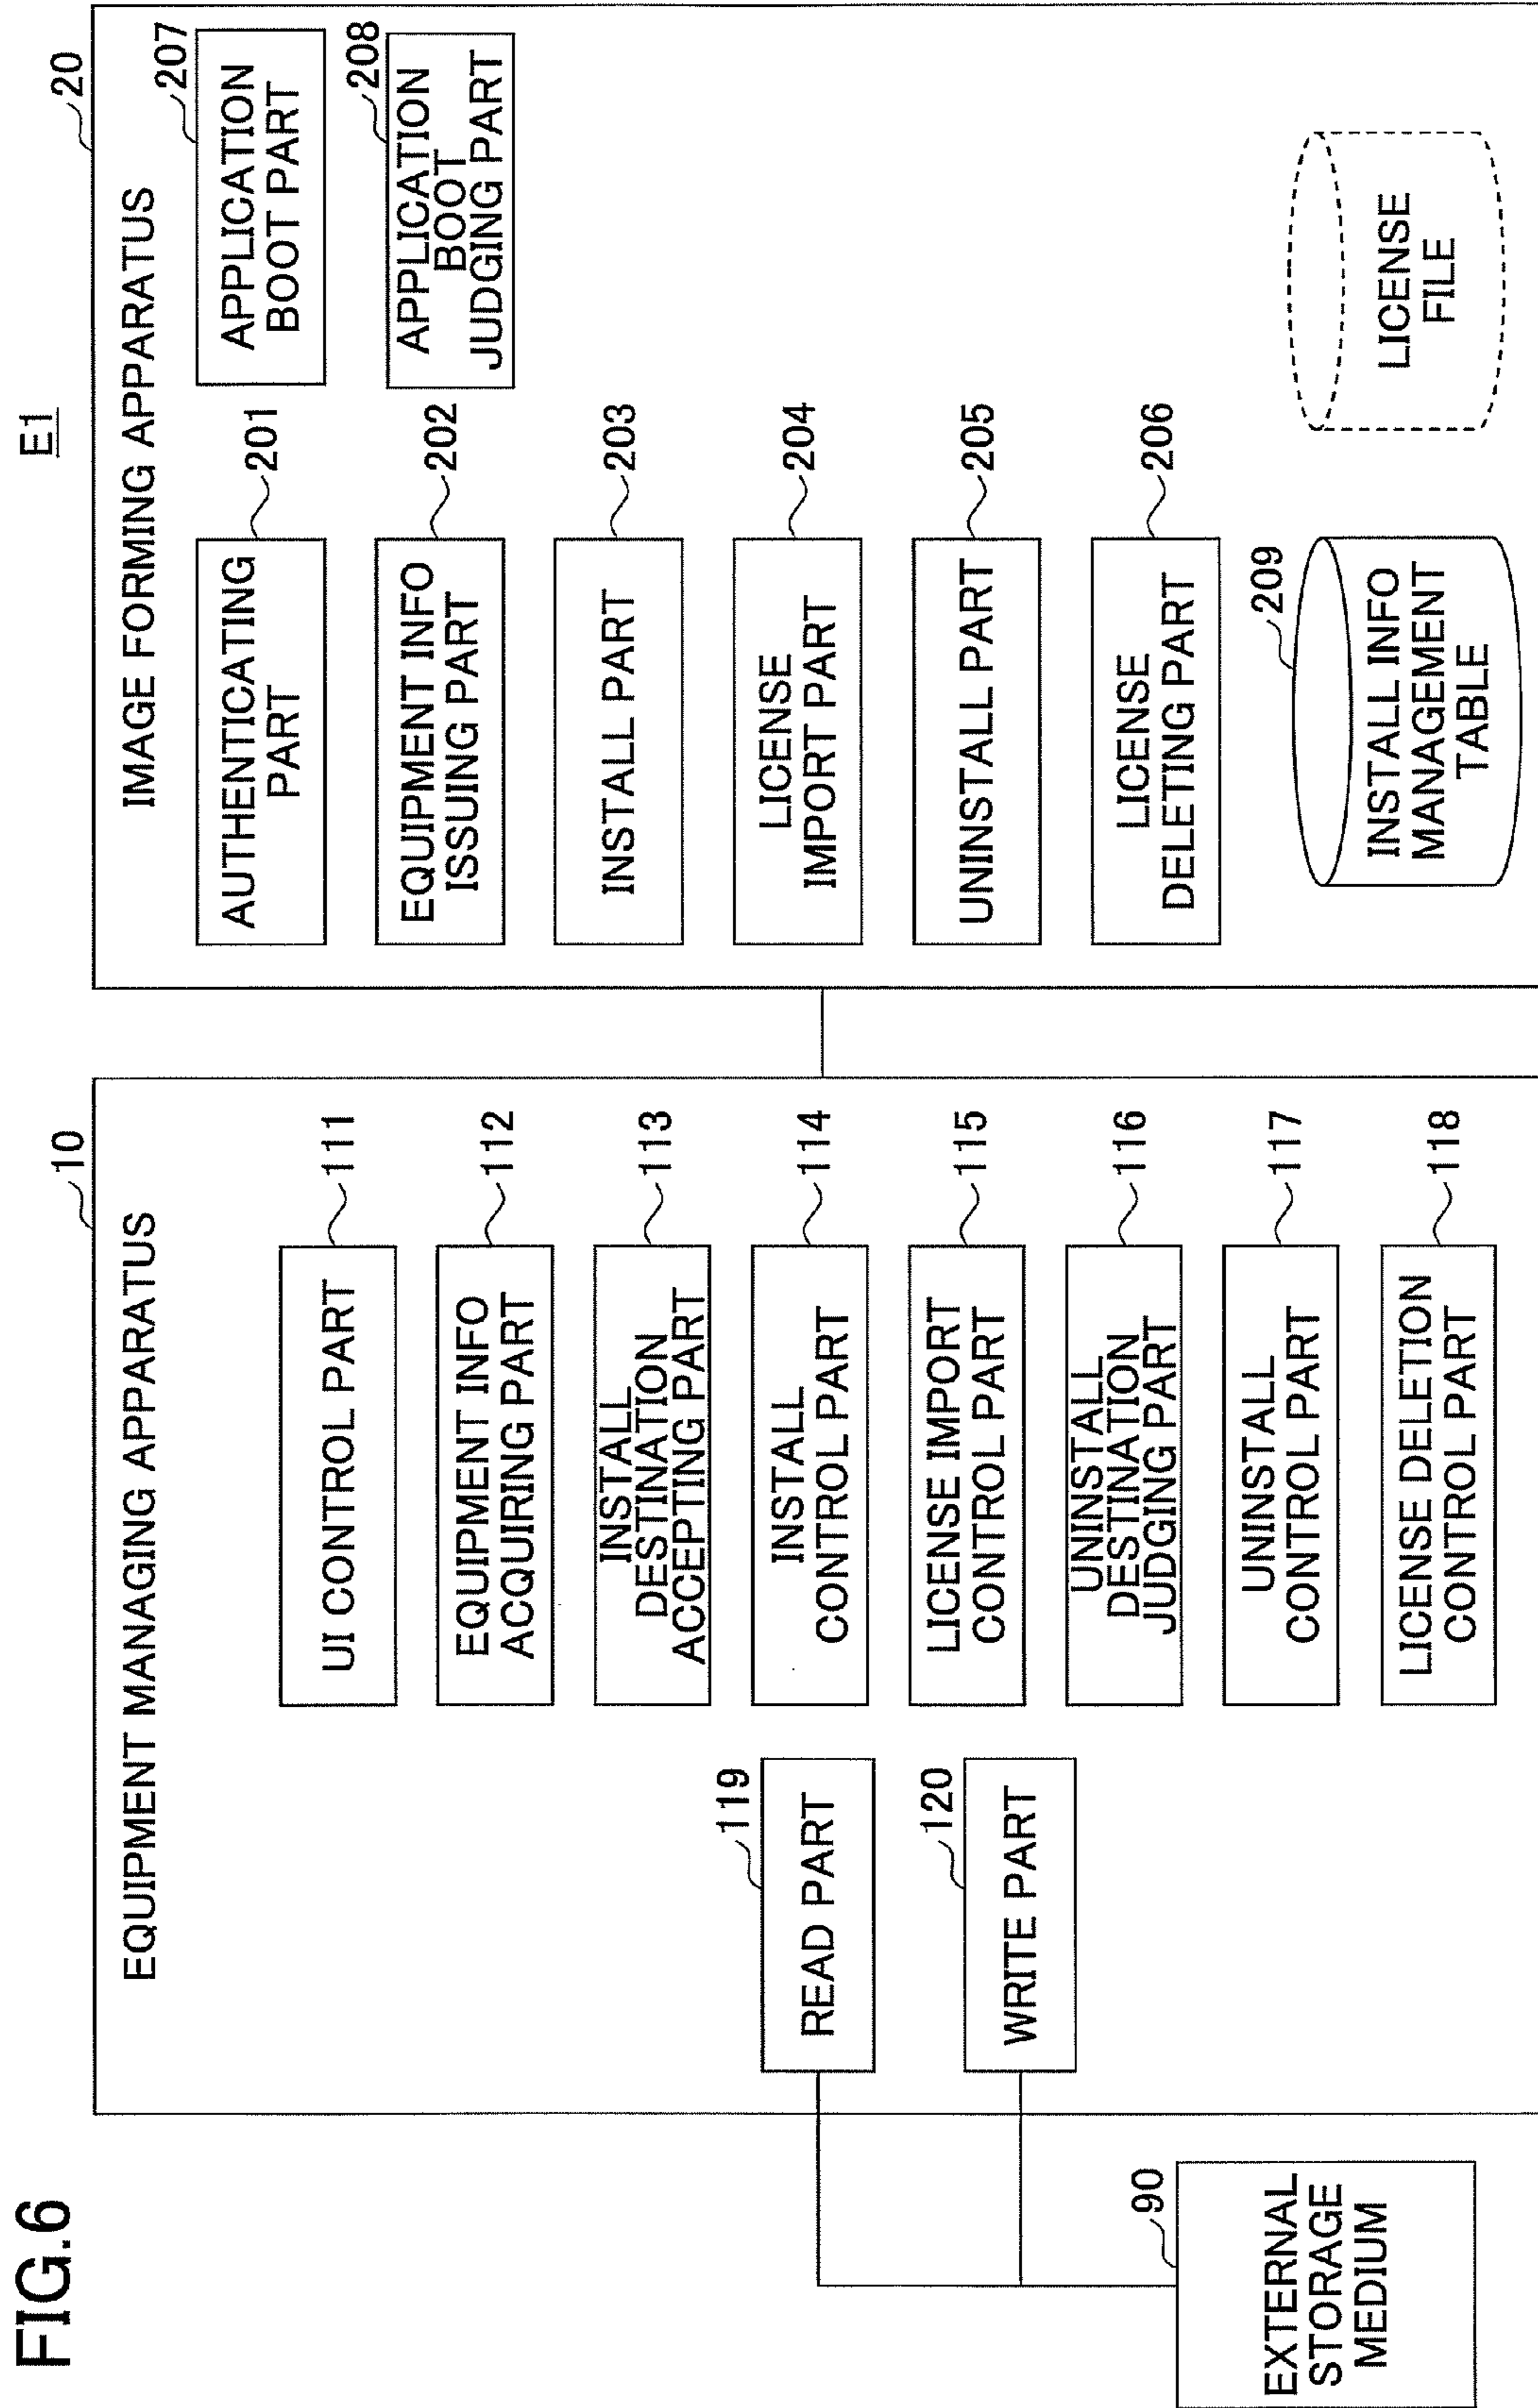 FIG.6
E1
10
EQUIPMENT MANAGING APPARATUS
UI CONTROL PART
111
EQUIPMENT INFO
ACQUIRING PART
112
INSTALL
DESTINATION
ACCEPTING PART
113
INSTALL
CONTROL PART
114
LICENSE IMPORT
CONTROL PART
115
UNINSTALL
DESTINATION
JUDGING PART
116
UNINSTALL
CONTROL PART
117
LICENSE DELETION
CONTROL PART
118
119
READ PART
120
WRITE PART
90
EXTERNAL
STORAGE
MEDIUM
20
IMAGE FORMING APPARATUS
AUTHENTICATING
PART
201
EQUIPMENT INFO
ISSUING PART
202
INSTALL PART
203
LICENSE
IMPORT PART
204
UNINSTALL PART
205
LICENSE
DELETING PART
206
207
APPLICATION
BOOT PART
208
APPLICATION
BOOT
JUDGING PART
209
INSTALL INFO
MANAGEMENT
TABLE
LICENSE
FILE